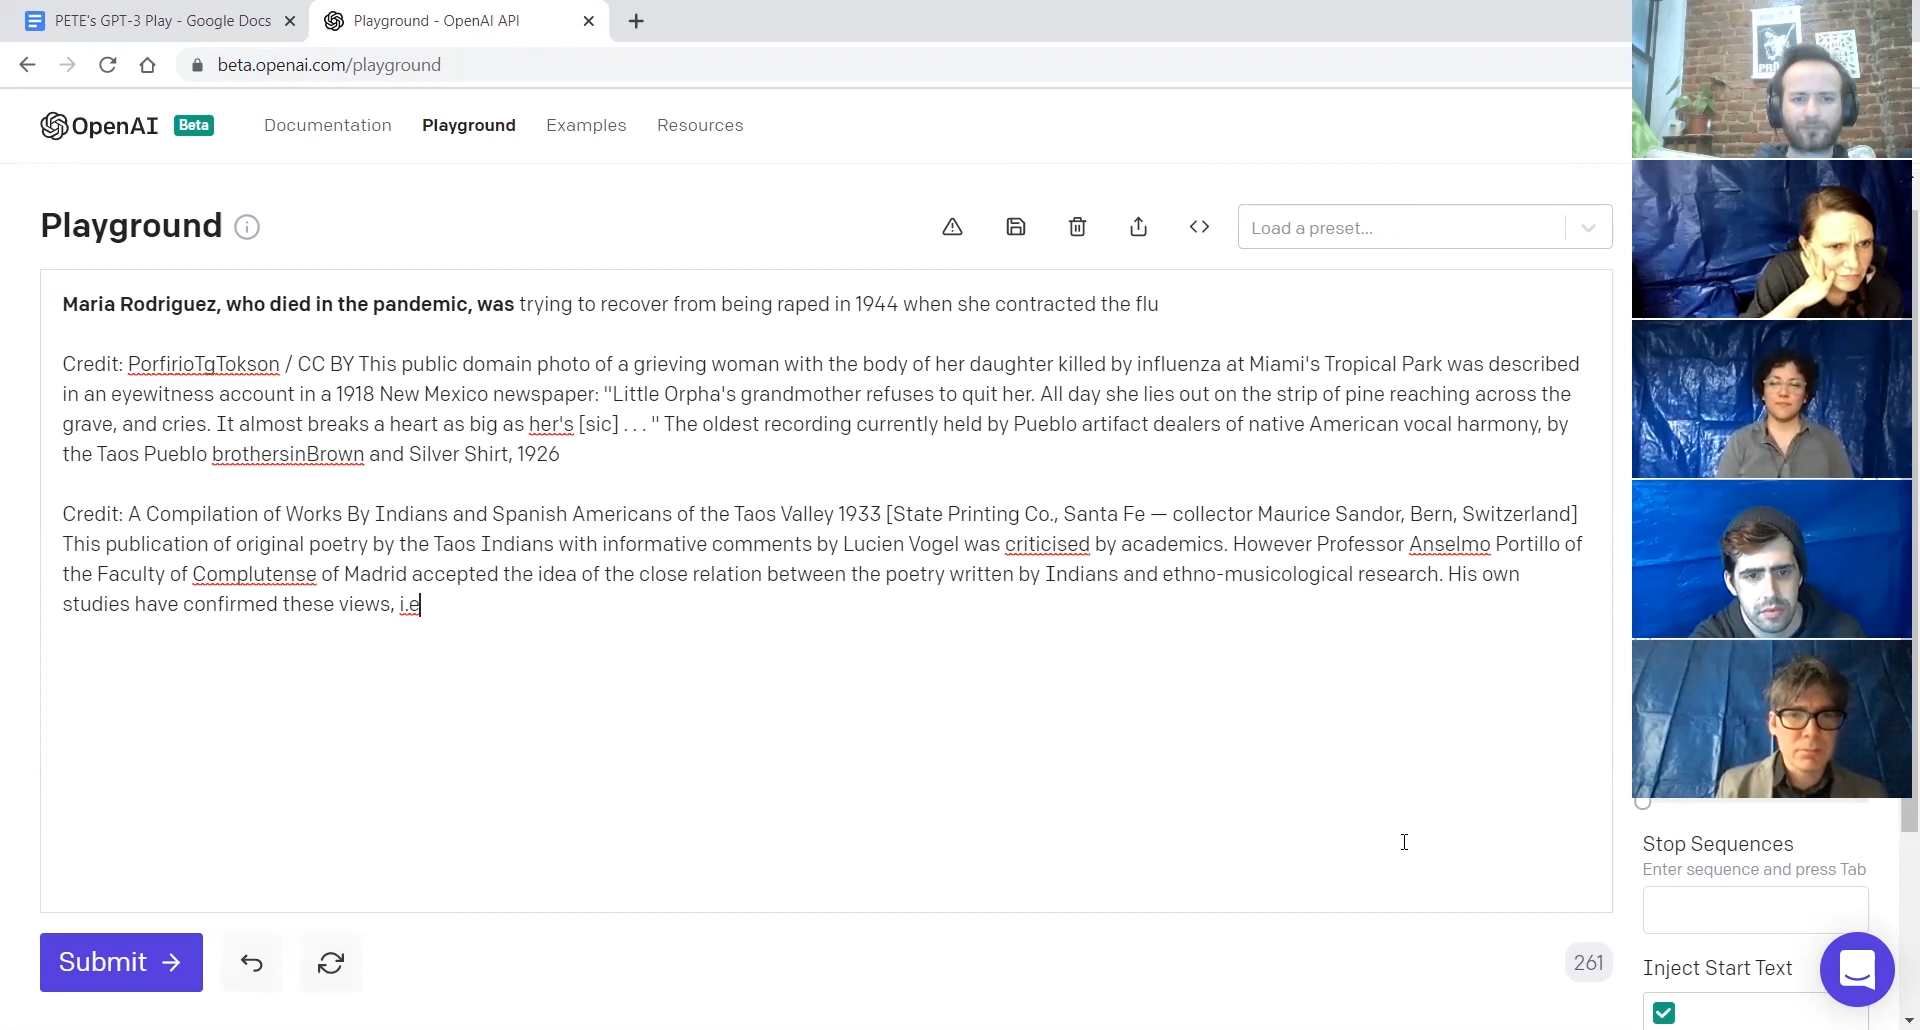 PETE's GPT-3 Play - Google Docs
Playground - OpenAI API
beta.openai.com/playground
OpenAI Beta Documentation Playground Examples Resources
Playground
Load a preset...
Maria Rodriguez, who died in the pandemic, was trying to recover from being raped in 1944 when she contracted the flu
Credit: PorfirioTgTokson / CC BY This public domain photo of a grieving woman with the body of her daughter killed by influenza at Miami's Tropical Park was described
in an eyewitness account in a 1918 New Mexico newspaper: "Little Orpha's grandmother refuses to quit her. All day she lies out on the strip of pine reaching across the
grave, and cries. It almost breaks a heart as big as her's [sic] . . . " The oldest recording currently held by Pueblo artifact dealers of native American vocal harmony, by
the Taos Pueblo brothersinBrown and Silver Shirt, 1926
Credit: A Compilation of Works By Indians and Spanish Americans of the Taos Valley 1933 [State Printing Co., Santa Fe — collector Maurice Sandor, Bern, Switzerland]
This publication of original poetry by the Taos Indians with informative comments by Lucien Vogel was criticised by academics. However Professor Anselmo Portillo of
the Faculty of Complutense of Madrid accepted the idea of the close relation between the poetry written by Indians and ethno-musicological research. His own
studies have confirmed these views, i.e
Submit
261
Stop Sequences
Enter sequence and press Tab
Inject Start Text